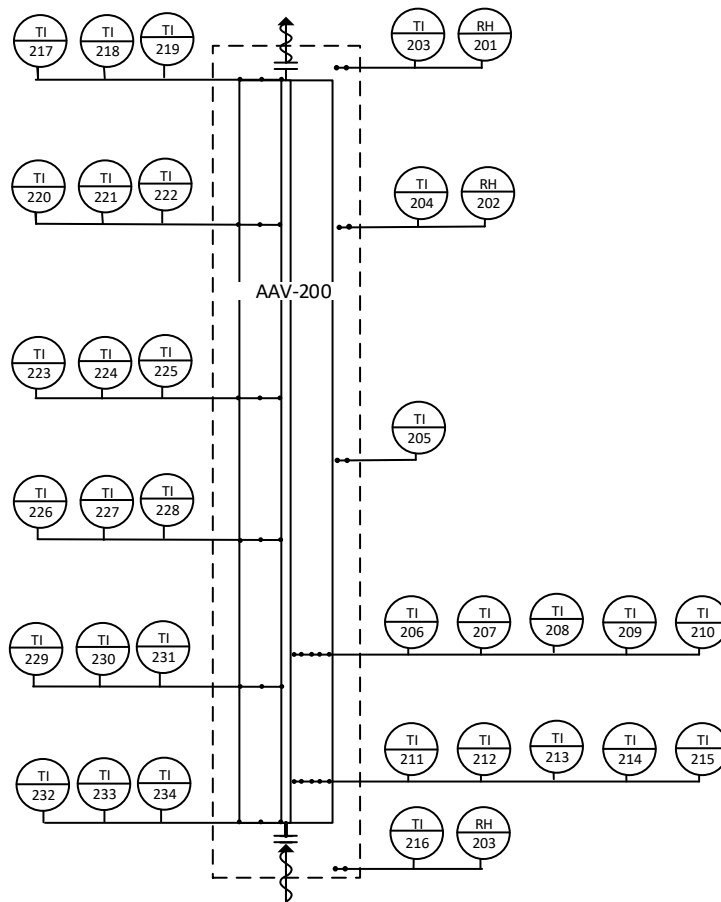 TI TI TI TI RH
217 218 219 203 201
TI TI TI TI RH
220 221 222 204 202
AAV-200
TI TI TI
223 224 225
TI
205
TI TI TI
226 227 228
TI TI TI TI TI
206 207 208 209 210
TI TI TI
229 230 231
TI TI TI TI TI
211 212 213 214 215
TI TI TI
232 233 234
TI RH
216 203